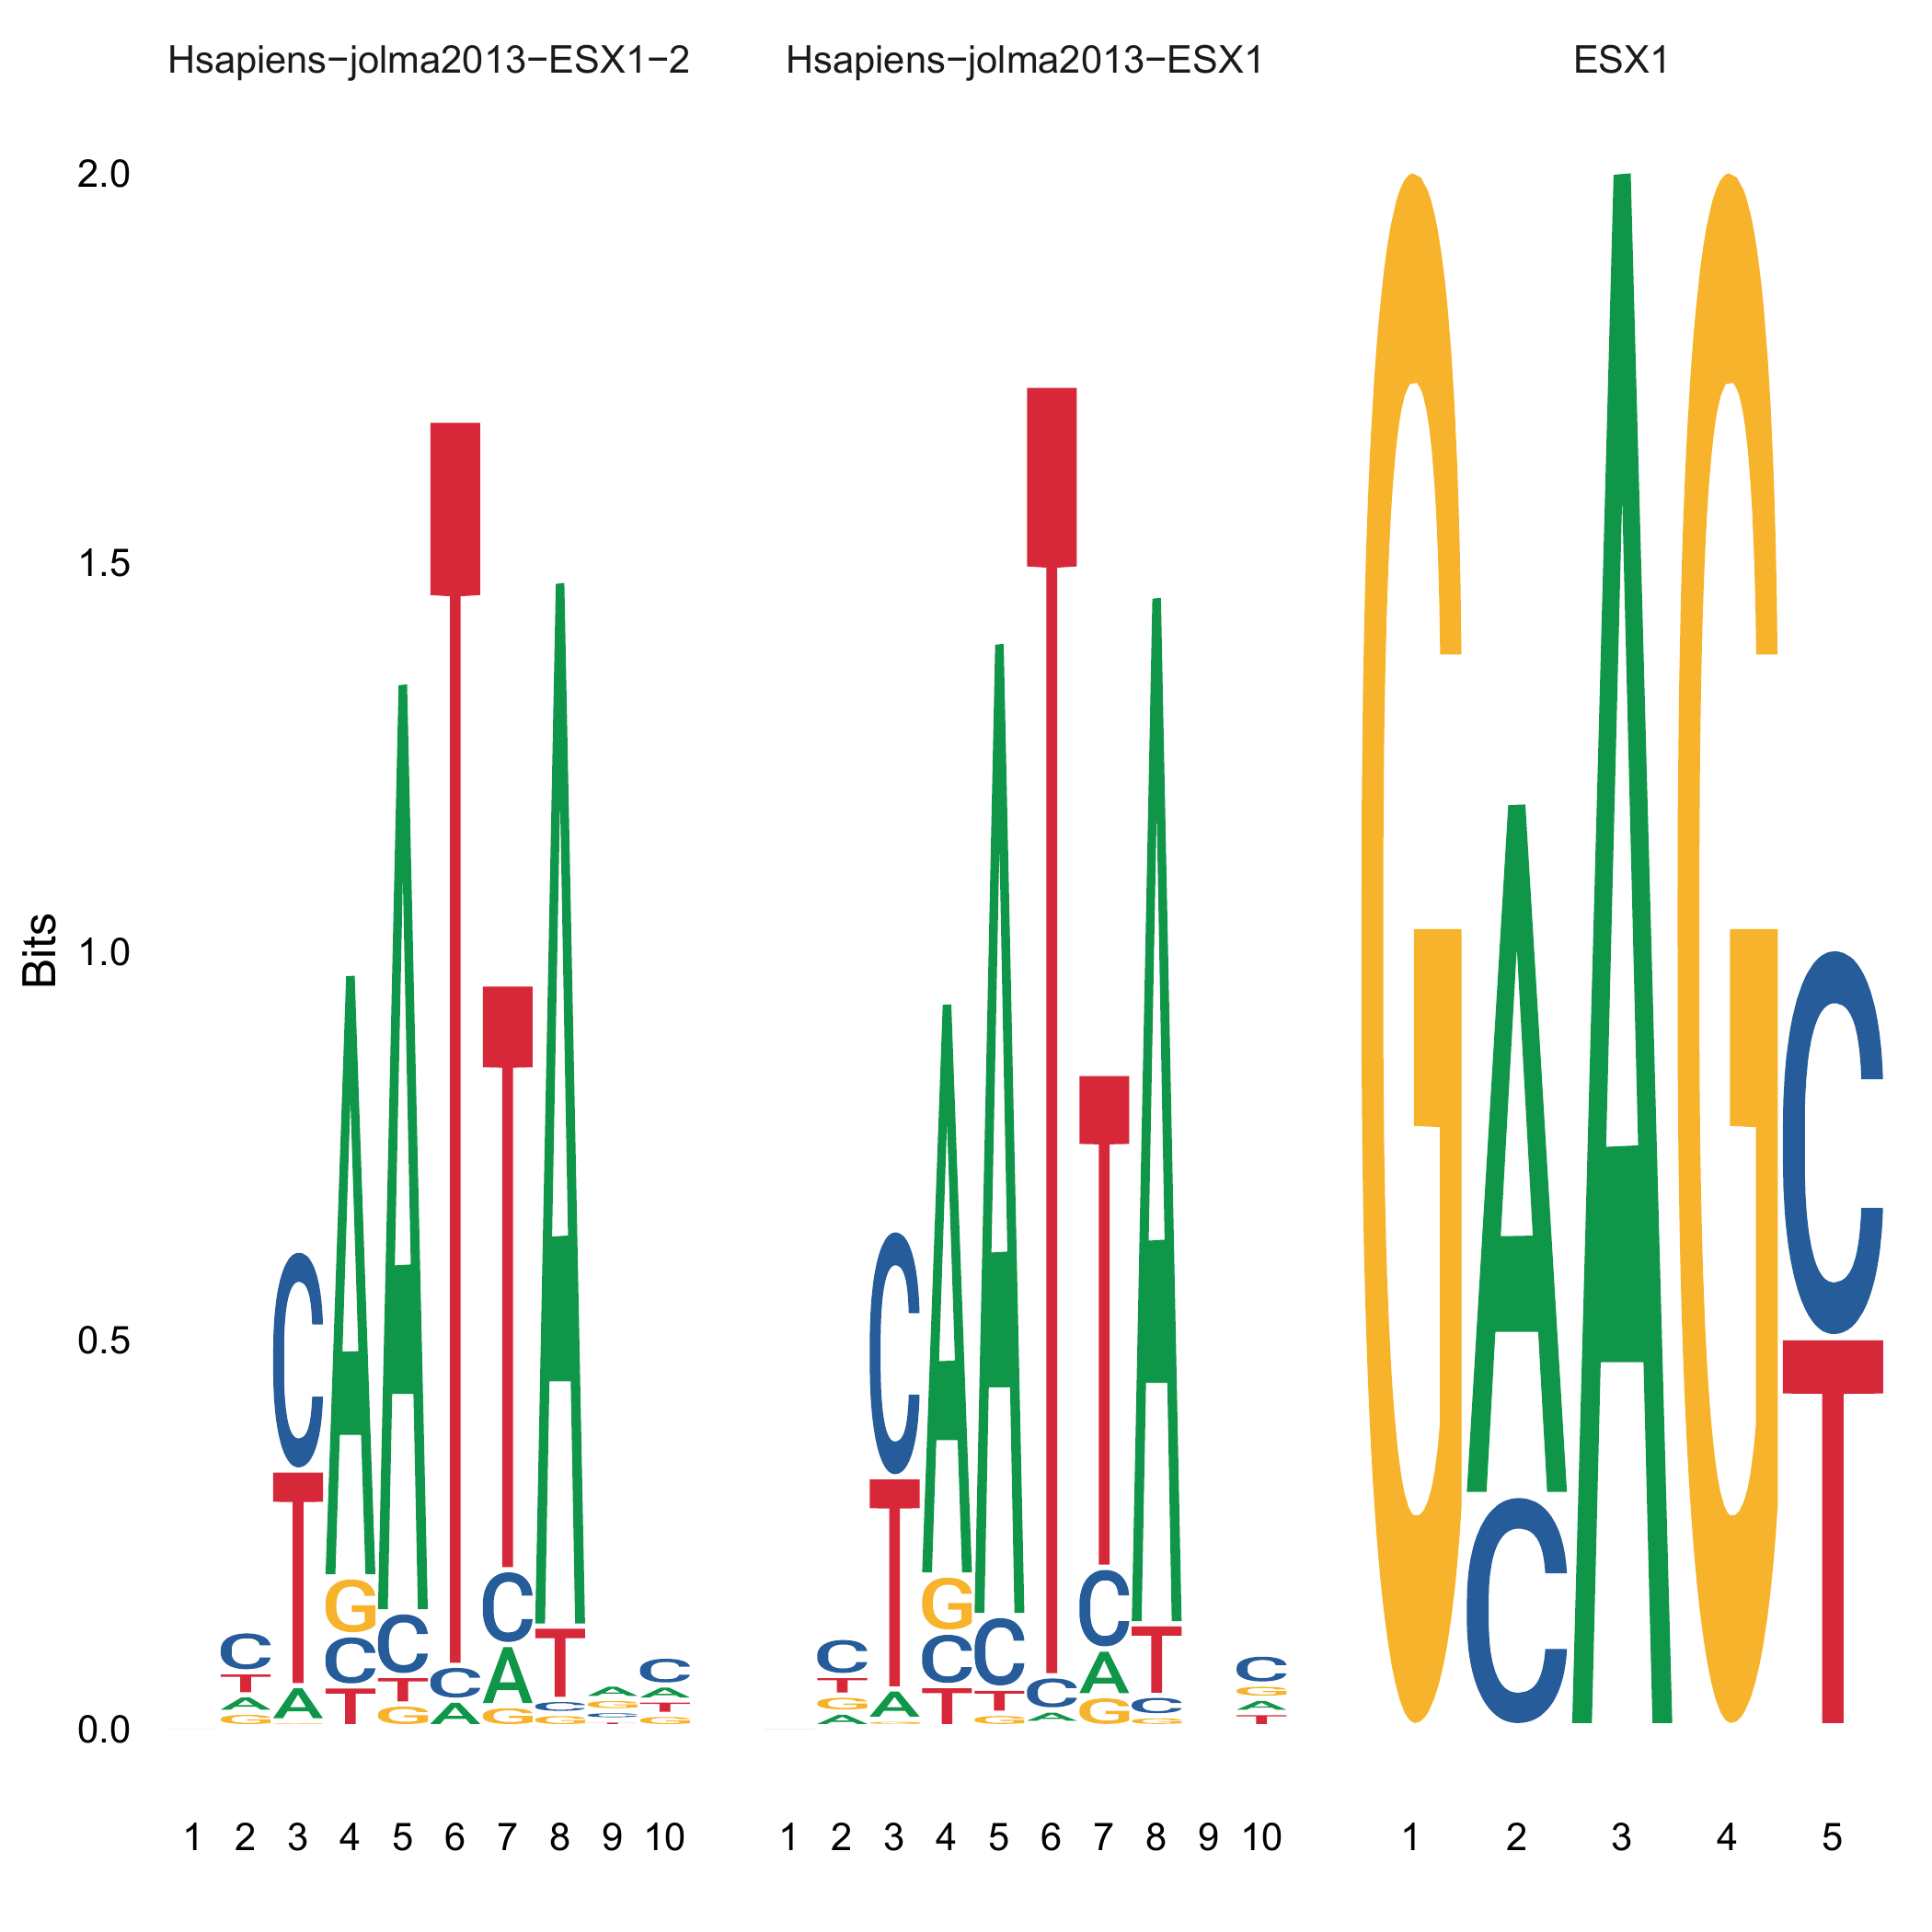 Hsapiens−jolma2013−ESX1−2 Hsapiens−jolma2013−ESX1 ESX1
2.0
1.5
1.0
0.5
0.0
Bits
C T A G
C T A
A G C T
A C T G
T C A
T C A G
A T C G
A G C T
C A T G
C T G A
C T A
A G C T
A C T G
T C A
T C A G
A T C G
C G A T
G
A C
A
G
C T
1 2 3 4 5 6 7 8 9 10 1 2 3 4 5 6 7 8 9 10 1 2 3 4 5